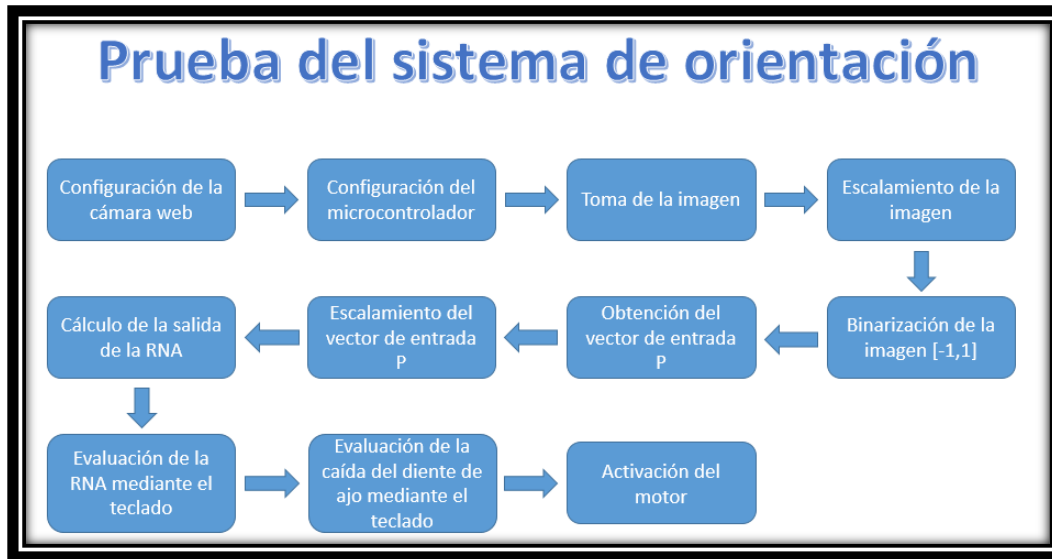 Prueba del sistema de orientación
Configuración de la
cámara web
Configuración del
microcontrolador
Toma de la imagen
Escalamiento de la
imagen
Binarización de la
imagen [-1,1]
Obtención del
vector de entrada
P
Escalamiento del
vector de entrada
P
Cálculo de la salida
de la RNA
Evaluación de la
RNA mediante el
teclado
Evaluación de la
caída del diente de
ajo mediante el
teclado
Activación del
motor